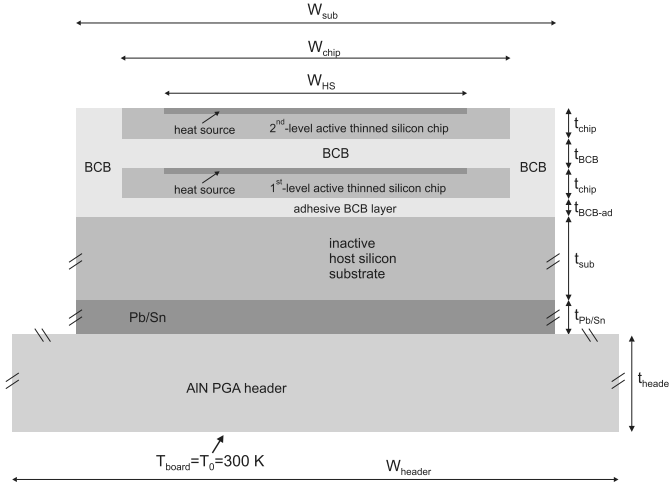 W_sub
W_chip
W_HS
heat source 2nd-level active thinned silicon chip
t_chip
BCB
BCB
BCB
t_BCB
heat source 1st-level active thinned silicon chip
t_chip
adhesive BCB layer
t_BCB-ad
inactive
host silicon
substrate
t_sub
Pb/Sn
t_Pb/Sn
AlN PGA header
t_heade
T_board=T_0=300 K
W_header